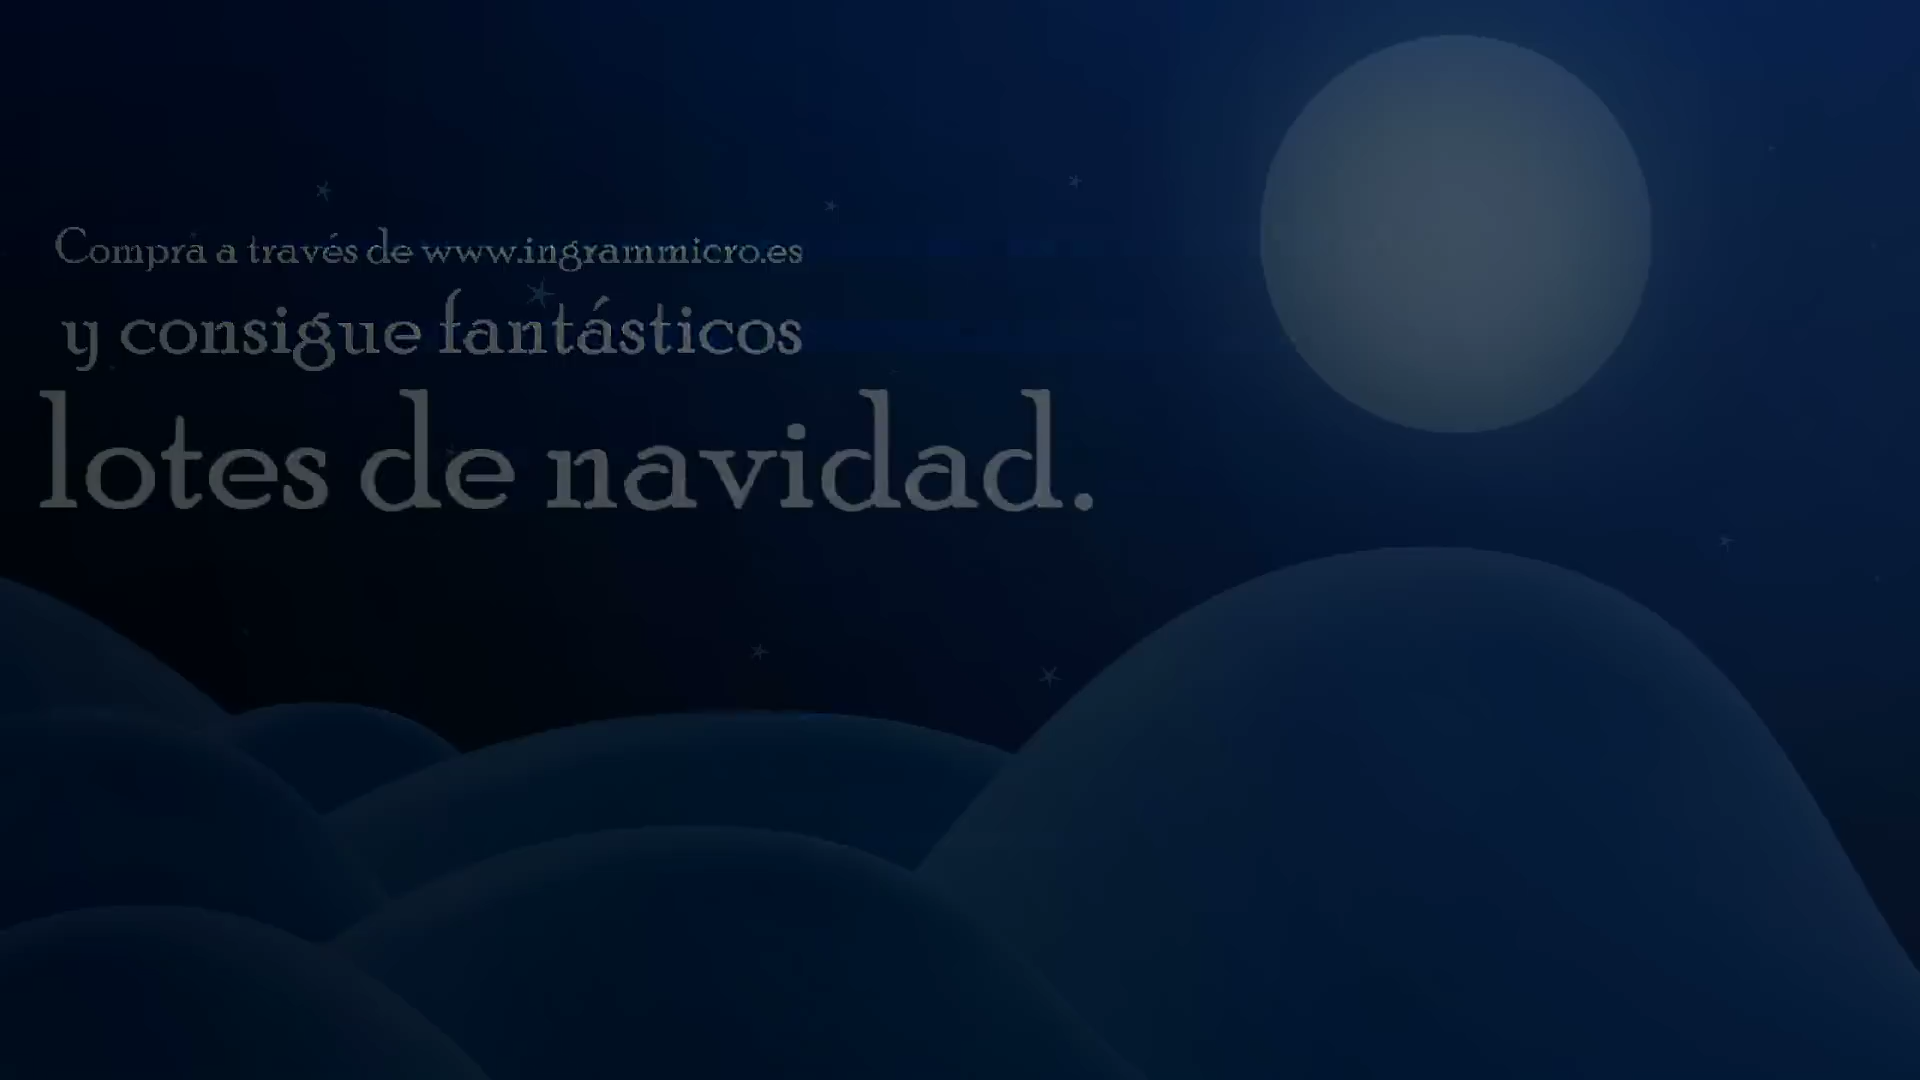 Compra a través de www.ingrammicro.es
y consigue fantásticos
lotes de navidad.